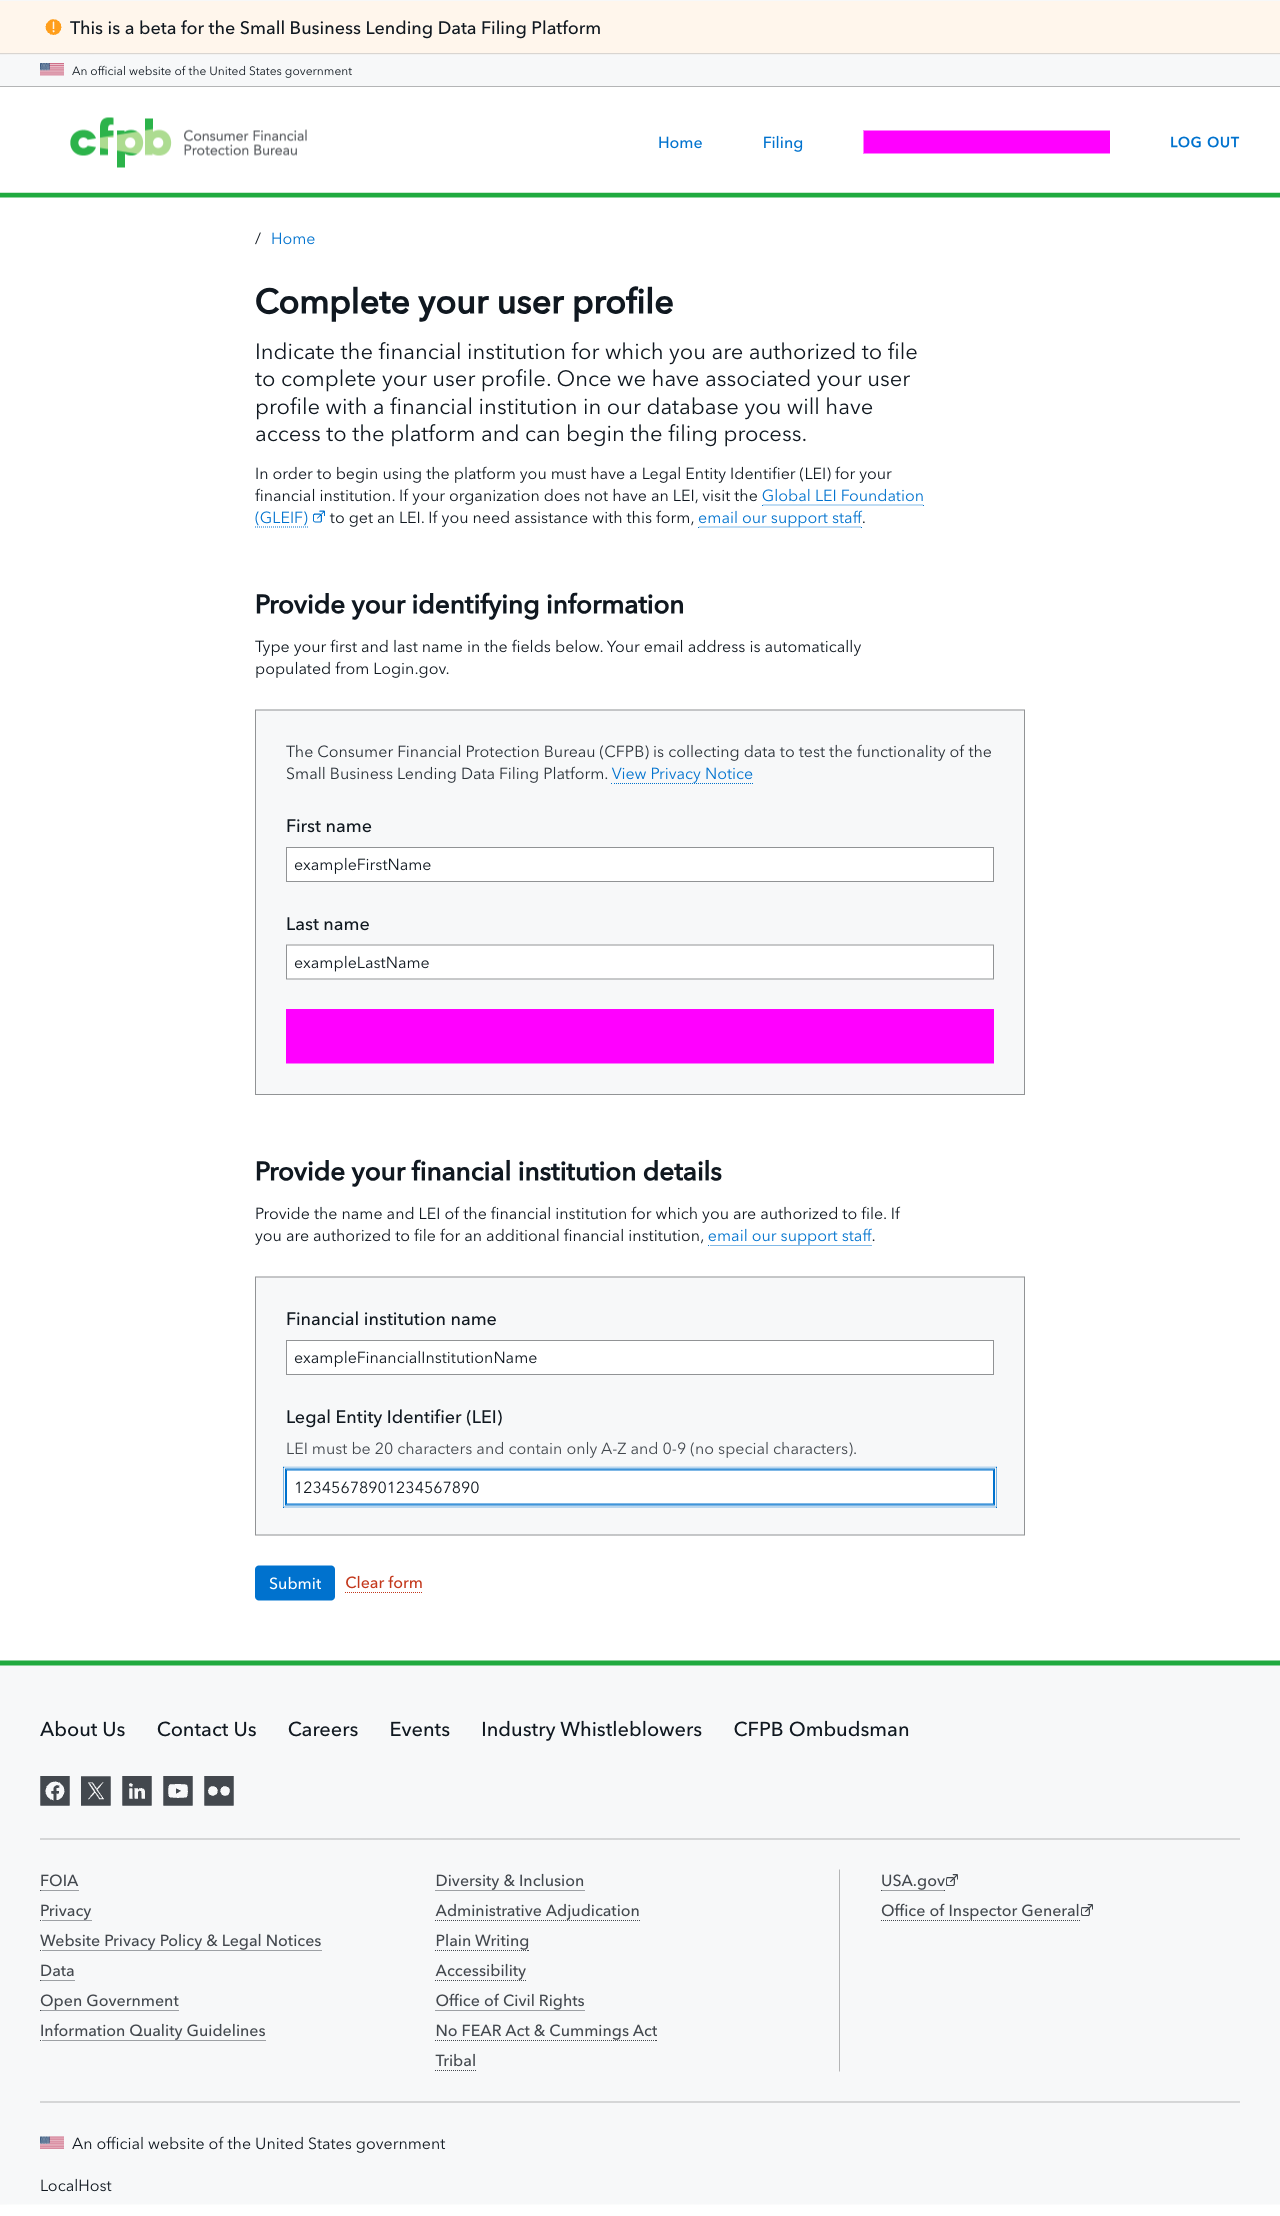 This is a beta for the Small Business Lending Data Filing Platform
An official website of the United States government
cfpb Consumer Financial
Protection Bureau
Home
Filing
LOG OUT
/ Home
Complete your user profile
Indicate the financial institution for which you are authorized to file
to complete your user profile. Once we have associated your user
profile with a financial institution in our database you will have
access to the platform and can begin the filing process.
In order to begin using the platform you must have a Legal Entity Identifier (LEI) for your
financial institution. If your organization does not have an LEI, visit the Global LEI Foundation
(GLEIF) to get an LEI. If you need assistance with this form, email our support staff.
Provide your identifying information
Type your first and last name in the fields below. Your email address is automatically
populated from Login.gov.
The Consumer Financial Protection Bureau (CFPB) is collecting data to test the functionality of the
Small Business Lending Data Filing Platform. View Privacy Notice
First name
exampleFirstName
Last name
exampleLastName
Provide your financial institution details
Provide the name and LEI of the financial institution for which you are authorized to file. If
you are authorized to file for an additional financial institution, email our support staff.
Financial institution name
exampleFinancialInstitutionName
Legal Entity Identifier (LEI)
LEI must be 20 characters and contain only A-Z and 0-9 (no special characters).
12345678901234567890
Submit
Clear form
About Us
Contact Us
Careers
Events
Industry Whistleblowers
CFPB Ombudsman
FOIA
Privacy
Website Privacy Policy & Legal Notices
Data
Open Government
Information Quality Guidelines
Diversity & Inclusion
Administrative Adjudication
Plain Writing
Accessibility
Office of Civil Rights
No FEAR Act & Cummings Act
Tribal
USA.gov
Office of Inspector General
An official website of the United States government
LocalHost